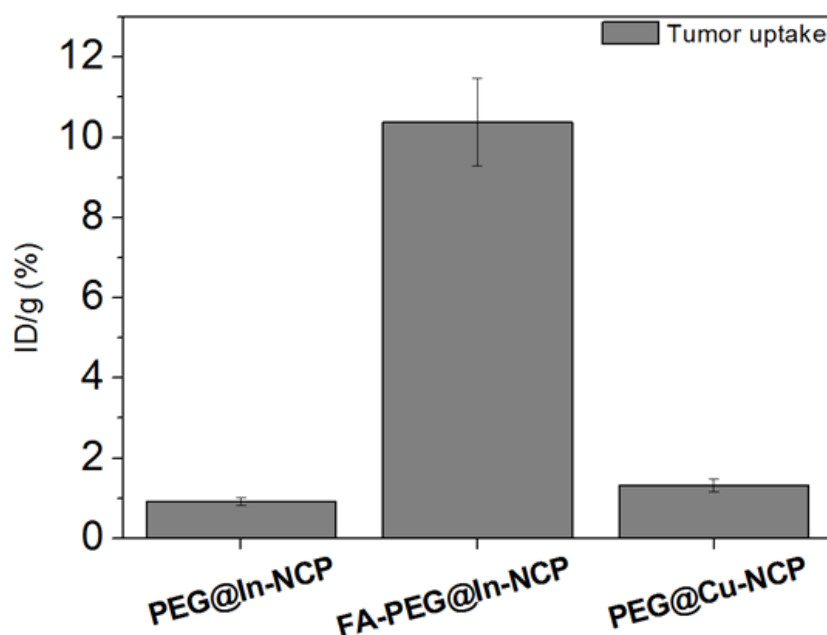 Tumor uptake
ID/g (%)
12
10
8
6
4
2
0
PEG@In-NCP
FA-PEG@In-NCP
PEG@Cu-NCP